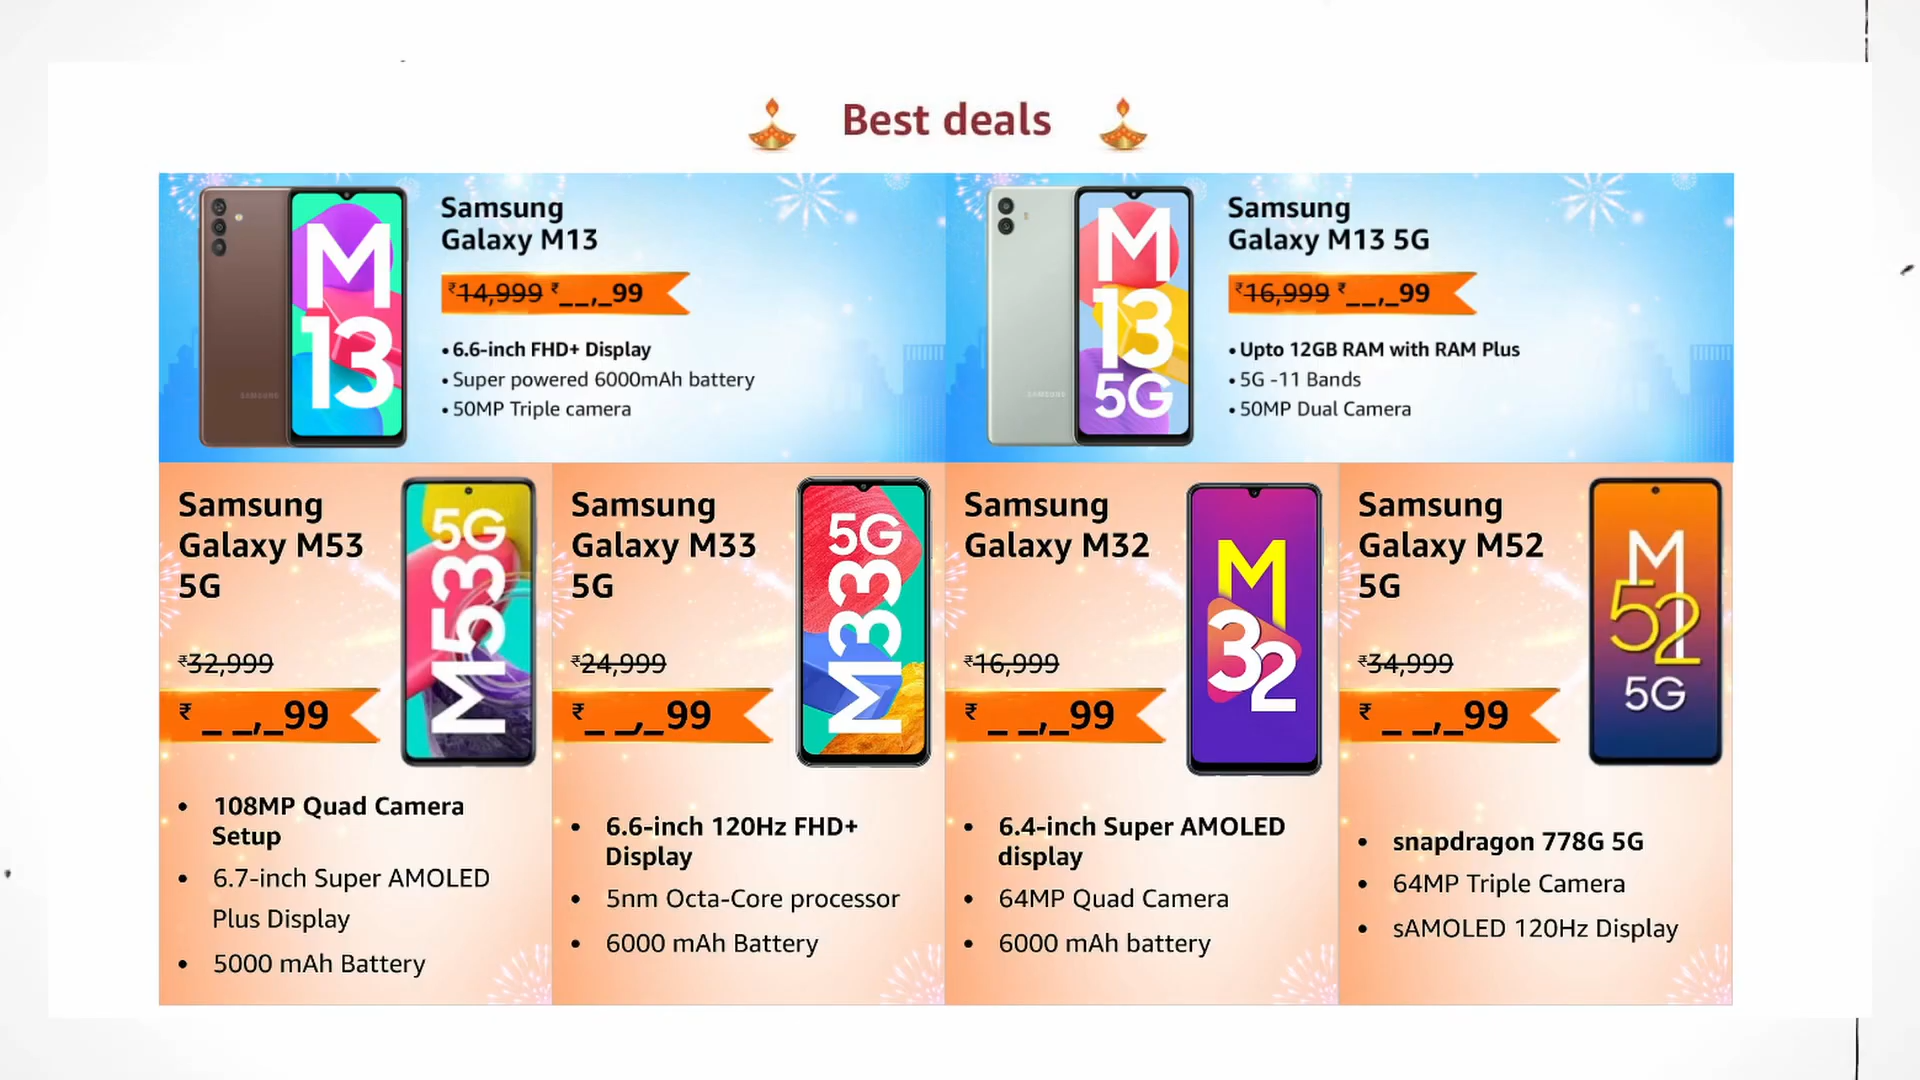 Best deals
Samsung
Galaxy M13
₹14,999 ₹__,_99
• 6.6-inch FHD+ Display
• Super powered 6000mAh battery
• 50MP Triple camera
SAMSUNG
M
13
Samsung
Galaxy M13 5G
₹16,999 ₹__,_99
• Upto 12GB RAM with RAM Plus
• 5G -11 Bands
• 50MP Dual Camera
SAMSUNG
M
13
5G
Samsung
Galaxy M53
5G
₹32,999
₹ _ _,_99
• 108MP Quad Camera
Setup
• 6.7-inch Super AMOLED
Plus Display
• 5000 mAh Battery
M53 5G
Samsung
Galaxy M33
5G
₹24,999
₹ _ _,_99
• 6.6-inch 120Hz FHD+
Display
• 5nm Octa-Core processor
• 6000 mAh Battery
M33 5G
Samsung
Galaxy M32
₹16,999
₹ _ _,_99
• 6.4-inch Super AMOLED
display
• 64MP Quad Camera
• 6000 mAh battery
M
32
Samsung
Galaxy M52
5G
₹34,999
₹ _ _,_99
• snapdragon 778G 5G
• 64MP Triple Camera
• sAMOLED 120Hz Display
M
52
5G